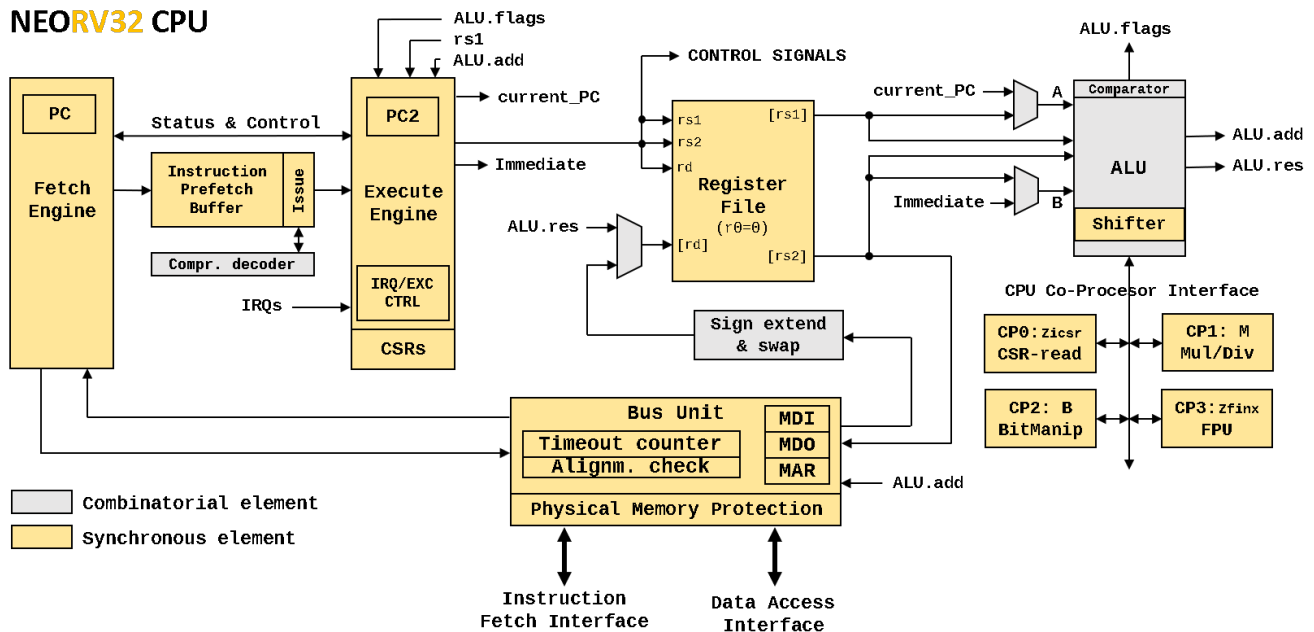 NEORV32 CPU
ALU.flags
rs1
ALU.add
CONTROL SIGNALS
ALU.flags
PC
Status & Control
PC2
current_PC
Immediate
Fetch
Engine
Instruction
Prefetch
Buffer
Issue
Compr. decoder
Execute
Engine
IRQs
IRQ/EXC
CTRL
CSRs
rs1
rs2
rd
[rs1]
Register
File
(r0=0)
[rd]
[rs2]
ALU.res
current_PC
A
Immediate
B
Comparator
ALU
Shifter
ALU.add
ALU.res
Sign extend
& swap
CPU Co-Procesor Interface
CP0: Zicsr
CSR-read
CP1: M
Mul/Div
CP2: B
BitManip
CP3: Zfinx
FPU
Bus Unit
Timeout counter
Alignm. check
MDI
MDO
MAR
ALU.add
Physical Memory Protection
Combinatorial element
Synchronous element
Instruction
Fetch Interface
Data Access
Interface